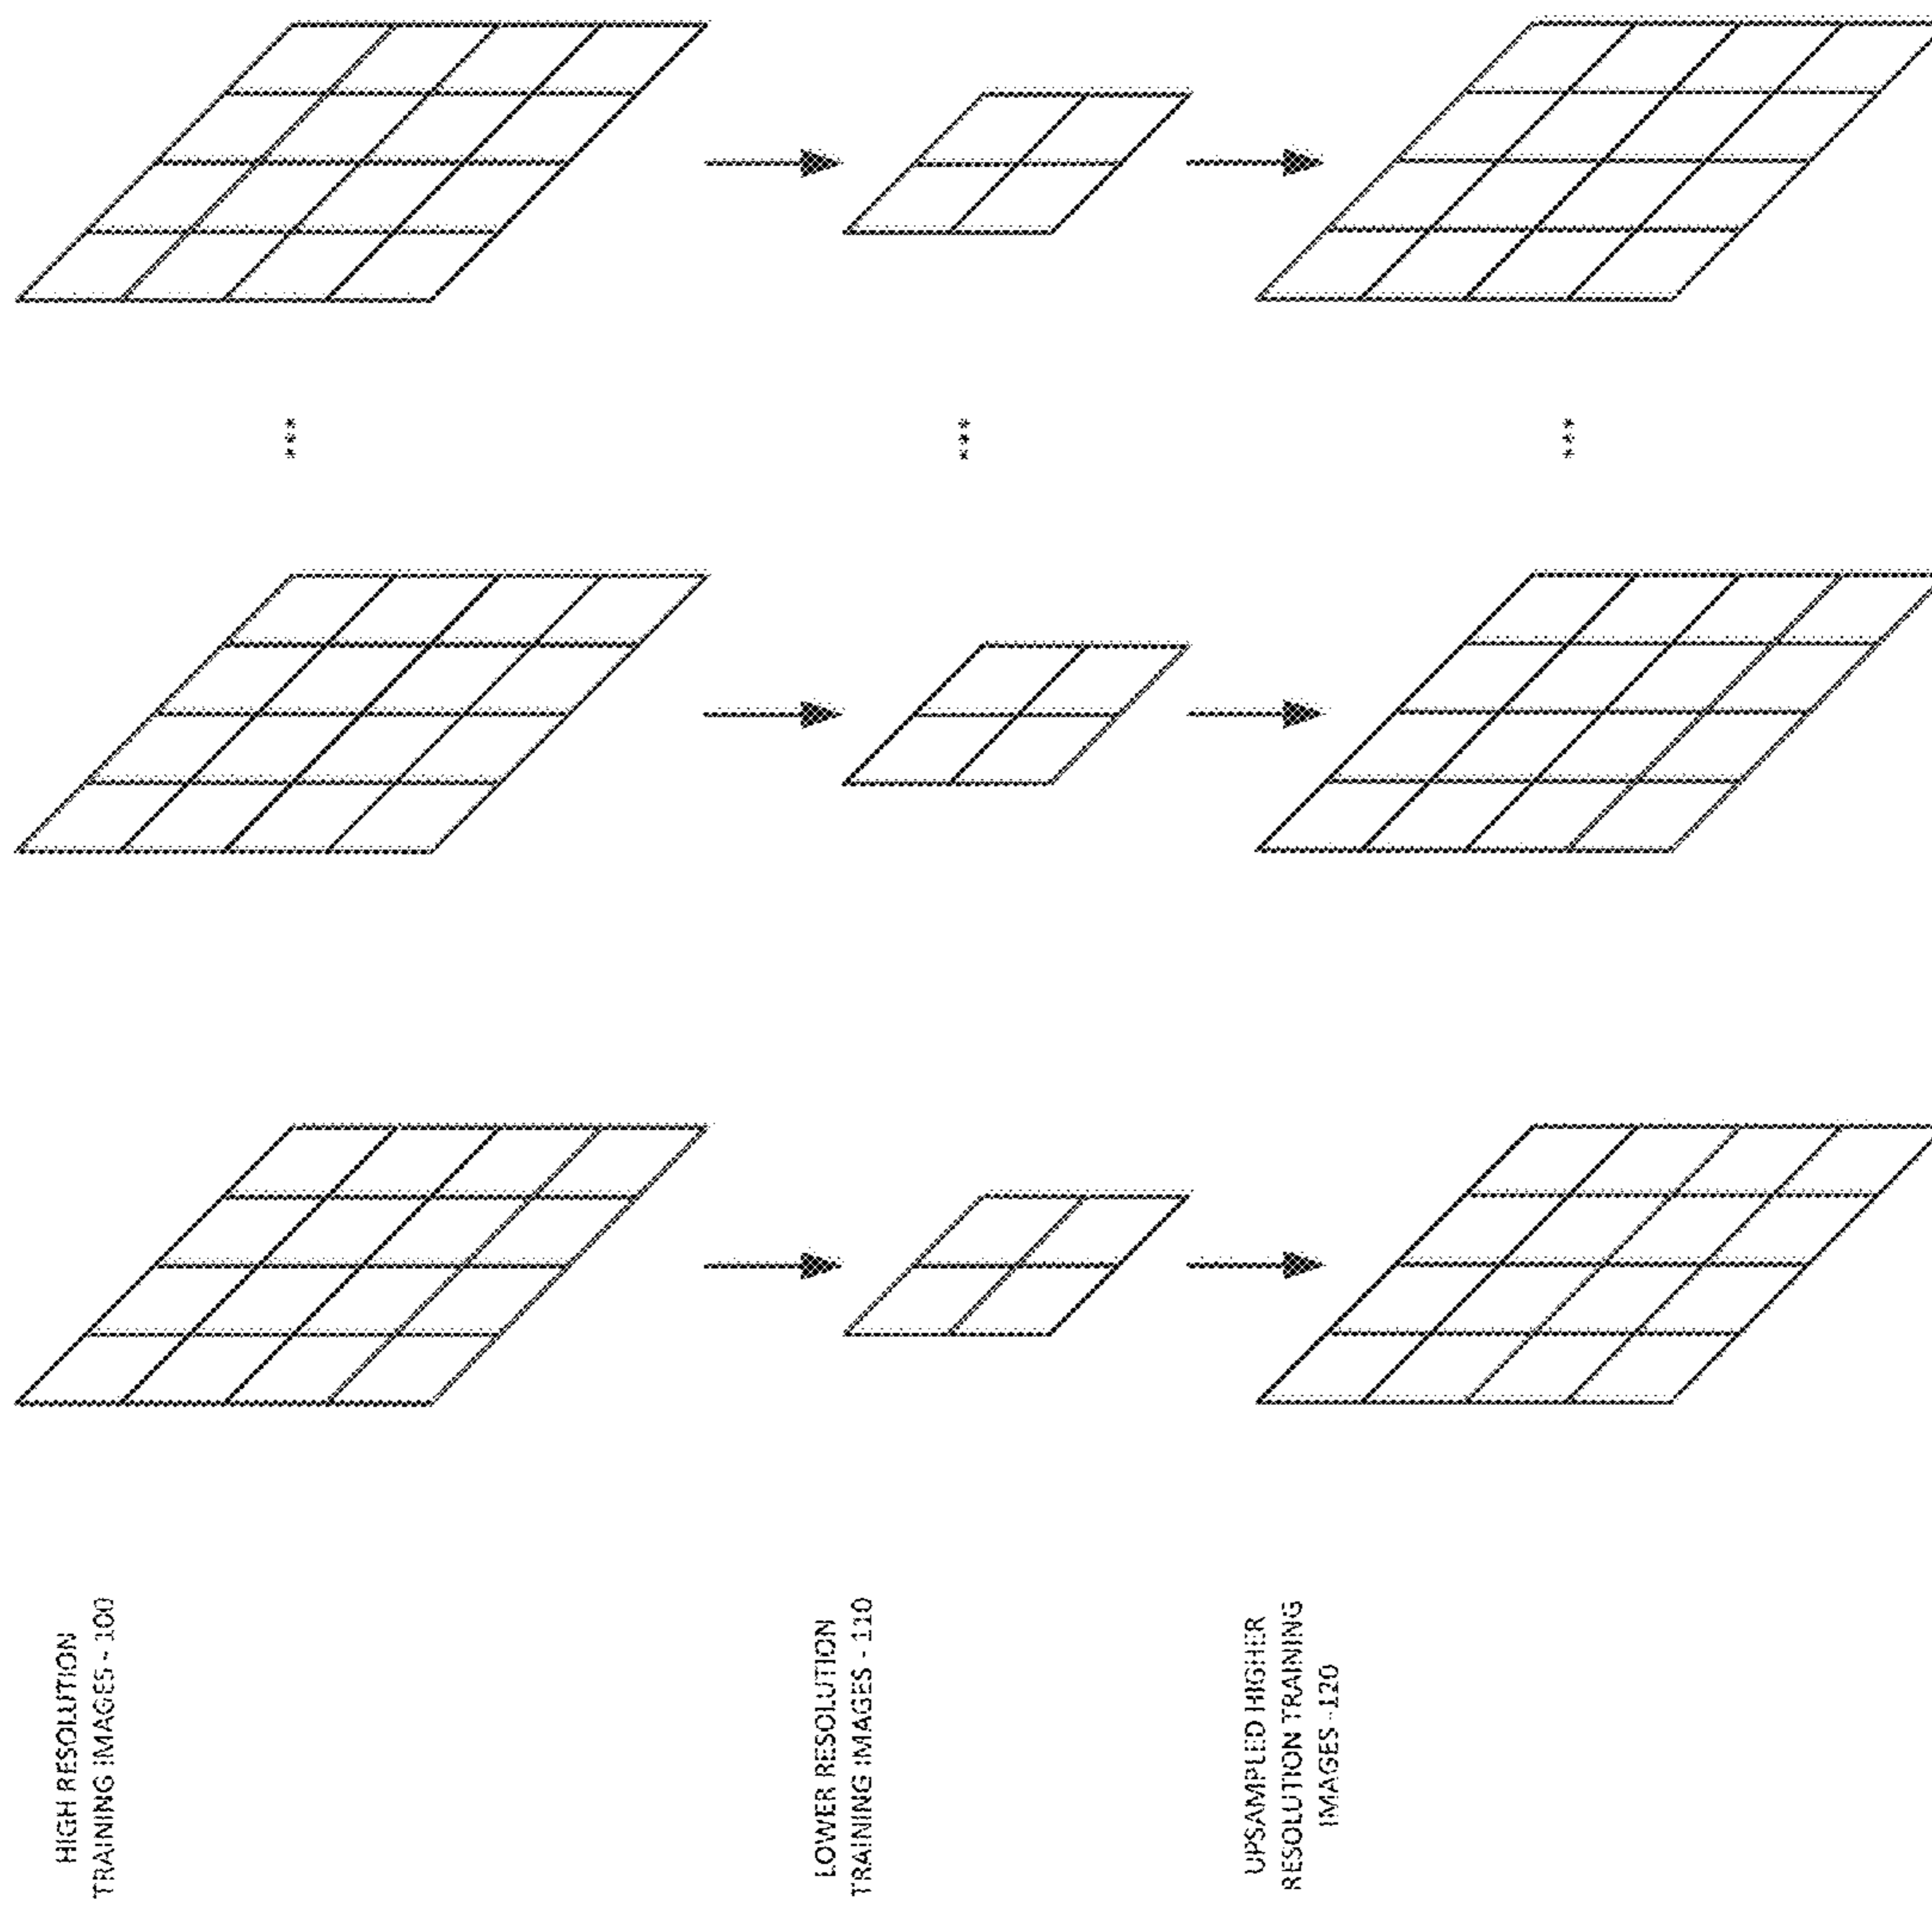 HIGH RESOLUTION
TRAINING IMAGES - 100
***
LOWER RESOLUTION
TRAINING IMAGES - 110
***
UPSAMPLED HIGHER
RESOLUTION TRAINING
IMAGES - 120
***